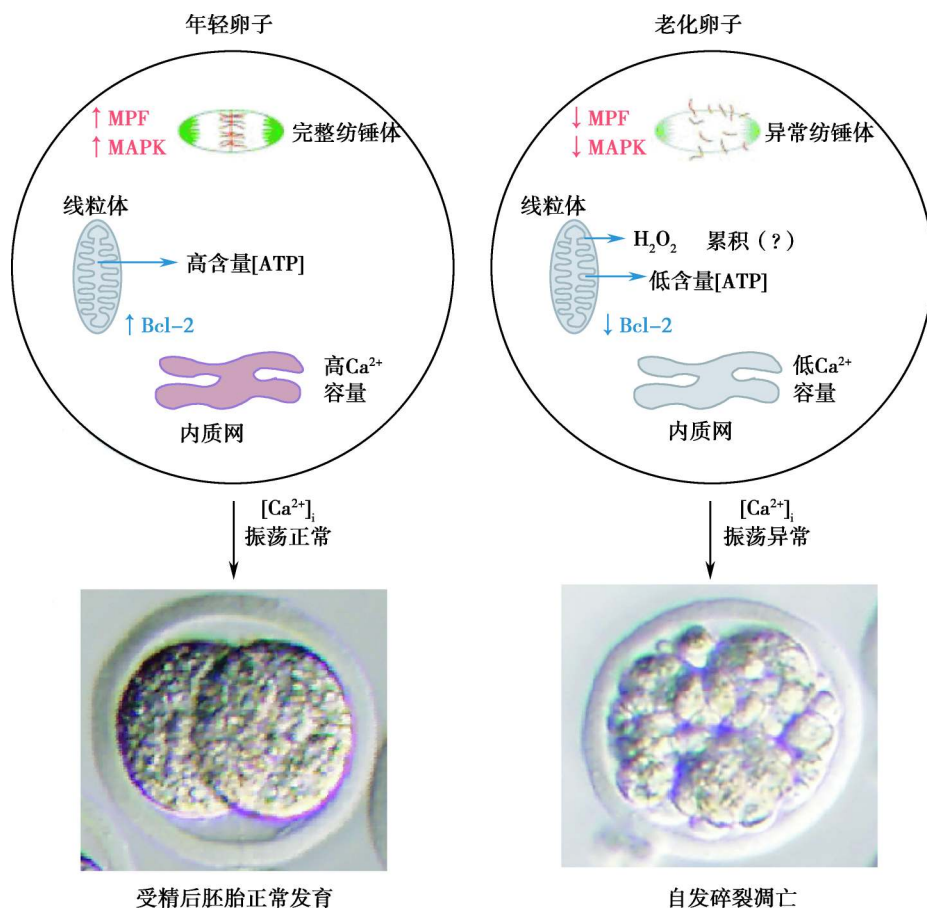 年轻卵子
↑ MPF
↑ MAPK
完整纺锤体
线粒体
高含量[ATP]
↑ Bcl-2
高Ca²⁺
容量
内质网
[Ca²⁺]ᵢ
振荡正常
受精后胚胎正常发育
老化卵子
↓ MPF
↓ MAPK
异常纺锤体
线粒体
H₂O₂ 累积（?）
低含量[ATP]
↓ Bcl-2
低Ca²⁺
容量
内质网
[Ca²⁺]ᵢ
振荡异常
自发碎裂凋亡